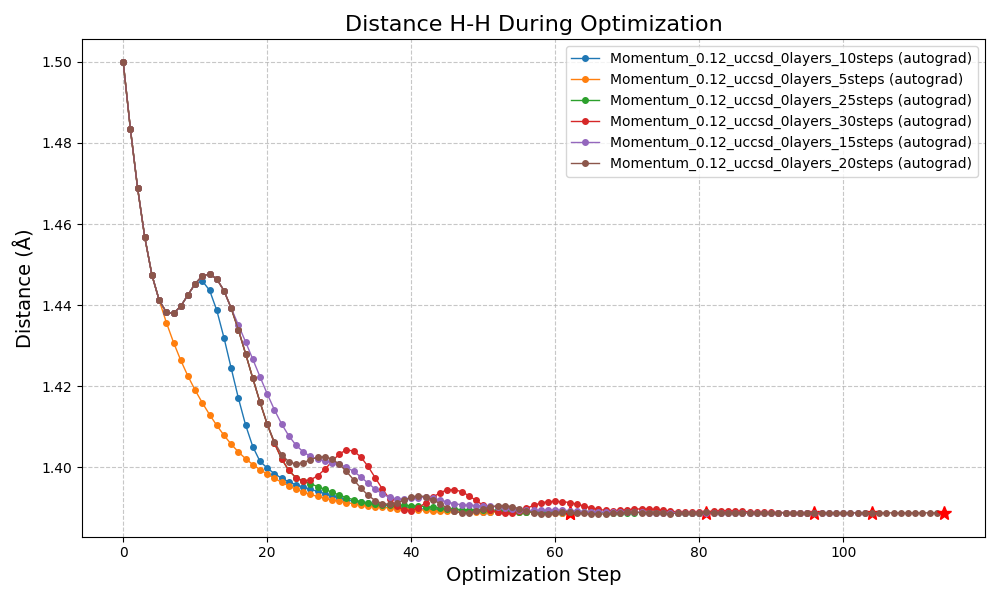 Distance H-H During Optimization
Momentum_0.12_uccsd_0layers_10steps (autograd)
Momentum_0.12_uccsd_0layers_5steps (autograd)
Momentum_0.12_uccsd_0layers_25steps (autograd)
Momentum_0.12_uccsd_0layers_30steps (autograd)
Momentum_0.12_uccsd_0layers_15steps (autograd)
Momentum_0.12_uccsd_0layers_20steps (autograd)
Distance (Å)
1.50
1.48
1.46
1.44
1.42
1.40
0 20 40 60 80 100
Optimization Step